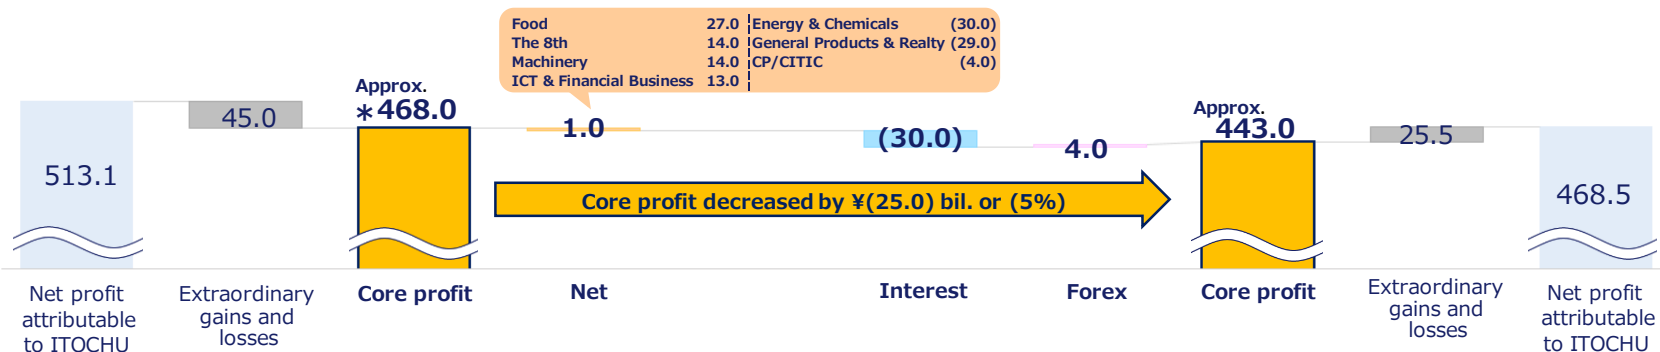 Food 27.0 Energy & Chemicals (30.0)
The 8th 14.0 General Products & Realty (29.0)
Machinery 14.0 CP/CITIC (4.0)
ICT & Financial Business 13.0
Approx.
*468.0
Approx.
443.0
45.0
1.0
(30.0)
4.0
25.5
513.1
Core profit decreased by ¥(25.0) bil. or (5%)
468.5
Net profit
attributable
to ITOCHU
Extraordinary
gains and
losses
Core profit
Net
Interest
Forex
Core profit
Extraordinary
gains and
losses
Net profit
attributable
to ITOCHU